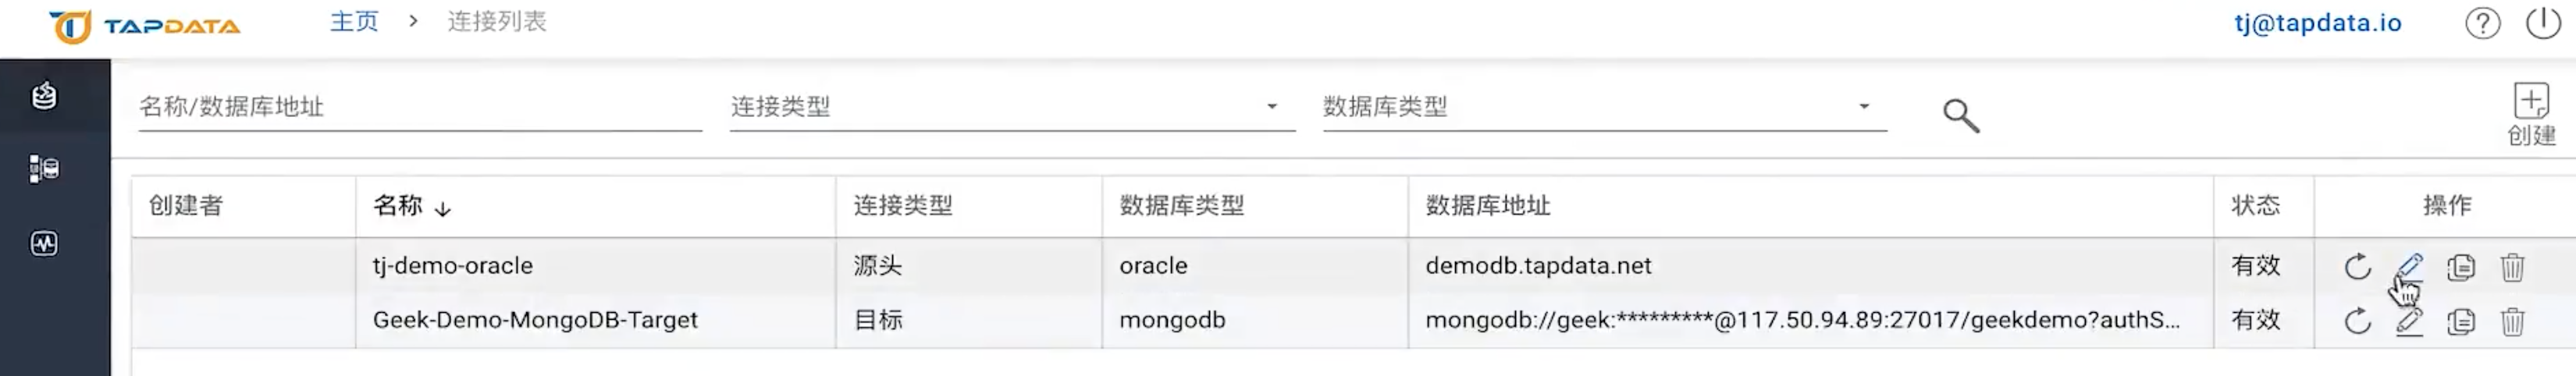 TAPDATA 主页 > 连接列表 tj@tapdata.io
名称/数据库地址 连接类型 数据库类型 创建
创建者 名称 ↓ 连接类型 数据库类型 数据库地址 状态 操作
tj-demo-oracle 源头 oracle demodb.tapdata.net 有效
Geek-Demo-MongoDB-Target 目标 mongodb mongodb://geek:*********@117.50.94.89:27017/geekdemo?authS... 有效